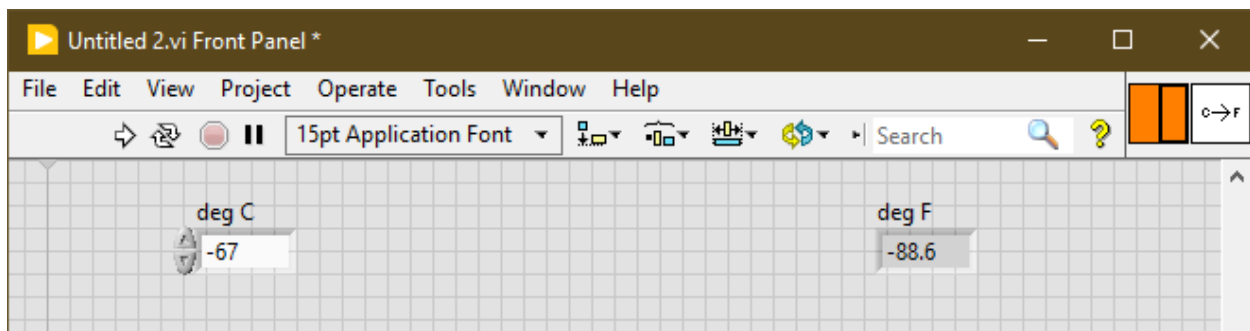 Untitled 2.vi Front Panel *
File Edit View Project Operate Tools Window Help
15pt Application Font Search ? C→F
deg C deg F
-67 -88.6